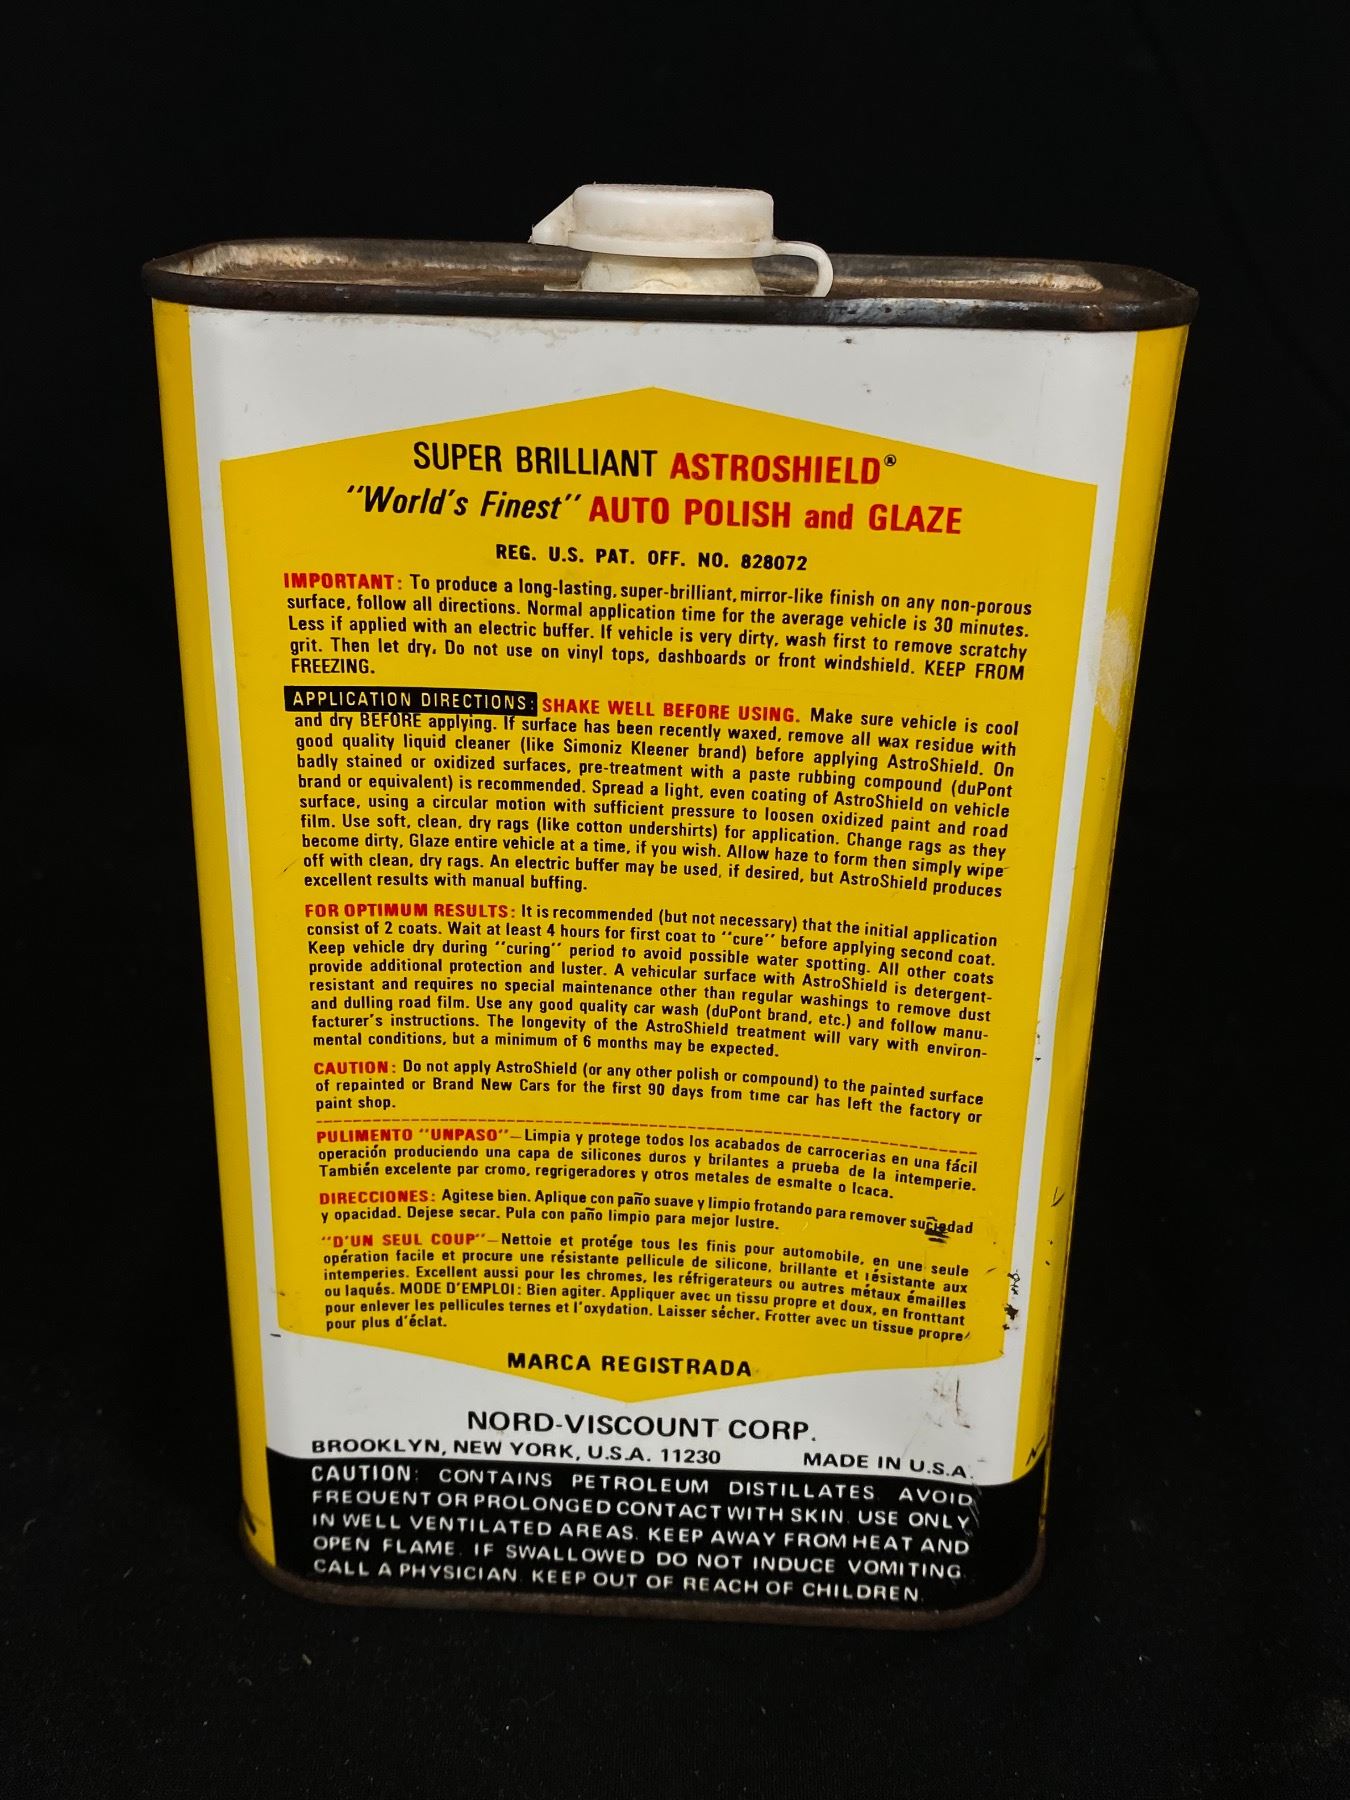 SUPER BRILLIANT ASTROSHIELD®
"World's Finest" AUTO POLISH and GLAZE
REG. U.S. PAT. OFF. NO. 828072
IMPORTANT: To produce a long-lasting, super-brilliant, mirror-like finish on any non-porous
surface, follow all directions. Normal application time for the average vehicle is 30 minutes.
Less if applied with an electric buffer. If vehicle is very dirty, wash first to remove scratchy
grit. Then let dry. Do not use on vinyl tops, dashboards or front windshield. KEEP FROM
FREEZING.
APPLICATION DIRECTIONS: SHAKE WELL BEFORE USING. Make sure vehicle is cool
and dry BEFORE applying. If surface has been recently waxed, remove all wax residue with
good quality liquid cleaner (like Simoniz Kleener brand) before applying AstroShield. On
badly stained or oxidized surfaces, pre-treatment with a paste rubbing compound (duPont
brand or equivalent) is recommended. Spread a light, even coating of AstroShield on vehicle
surface, using a circular motion with sufficient pressure to loosen oxidized paint and road
film. Use soft, clean, dry rags (like cotton undershirts) for application. Change rags as they
become dirty. Glaze entire vehicle at a time, if you wish. Allow haze to form then simply wipe
off with clean, dry rags. An electric buffer may be used, if desired, but AstroShield produces
excellent results with manual buffing.
FOR OPTIMUM RESULTS: It is recommended (but not necessary) that the initial application
consist of 2 coats. Wait at least 4 hours for first coat to "cure" before applying second coat.
Keep vehicle dry during "curing" period to avoid possible water spotting. All other coats
provide additional protection and luster. A vehicular surface with AstroShield is detergent-
resistant and requires no special maintenance other than regular washings to remove dust
and dulling road film. Use any good quality car wash (duPont brand, etc.) and follow manu-
facturer's instructions. The longevity of the AstroShield treatment will vary with environ-
mental conditions, but a minimum of 6 months may be expected.
CAUTION: Do not apply AstroShield (or any other polish or compound) to the painted surface
of repainted or Brand New Cars for the first 90 days from time car has left the factory or
paint shop.
PULIMENTO "UNPASO"—Limpia y protege todos los acabados de carrocerias en una fácil
operación produciendo una capa de silicones duros y brilantes a prueba de la intemperie.
También excelente par cromo, regrigeradores y otros metales de esmalte o lcaca.
DIRECCIONES: Agitese bien. Aplique con paño suave y limpio frotando para remover suciedad
y opacidad. Dejese secar. Pula con paño limpio para mejor lustre.
"D'UN SEUL COUP"—Nettoie et protége tous les finis pour automobile, en une seule
opération facile et procure une résistante pellicule de silicone, brillante et résistante aux
intemperies. Excellent aussi pour les chromes, les réfrigerateurs ou autres métaux émailles
ou laqués. MODE D'EMPLOI: Bien agiter. Appliquer avec un tissu propre et doux, en fronttant
pour enlever les pellicules ternes et l'oxydation. Laisser sécher. Frotter avec un tissue propre
pour plus d'éclat.
MARCA REGISTRADA
NORD-VISCOUNT CORP.
BROOKLYN, NEW YORK, U.S.A. 11230 MADE IN U.S.A.
CAUTION: CONTAINS PETROLEUM DISTILLATES. AVOID
FREQUENT OR PROLONGED CONTACT WITH SKIN. USE ONLY
IN WELL VENTILATED AREAS. KEEP AWAY FROM HEAT AND
OPEN FLAME. IF SWALLOWED DO NOT INDUCE VOMITING.
CALL A PHYSICIAN. KEEP OUT OF REACH OF CHILDREN.